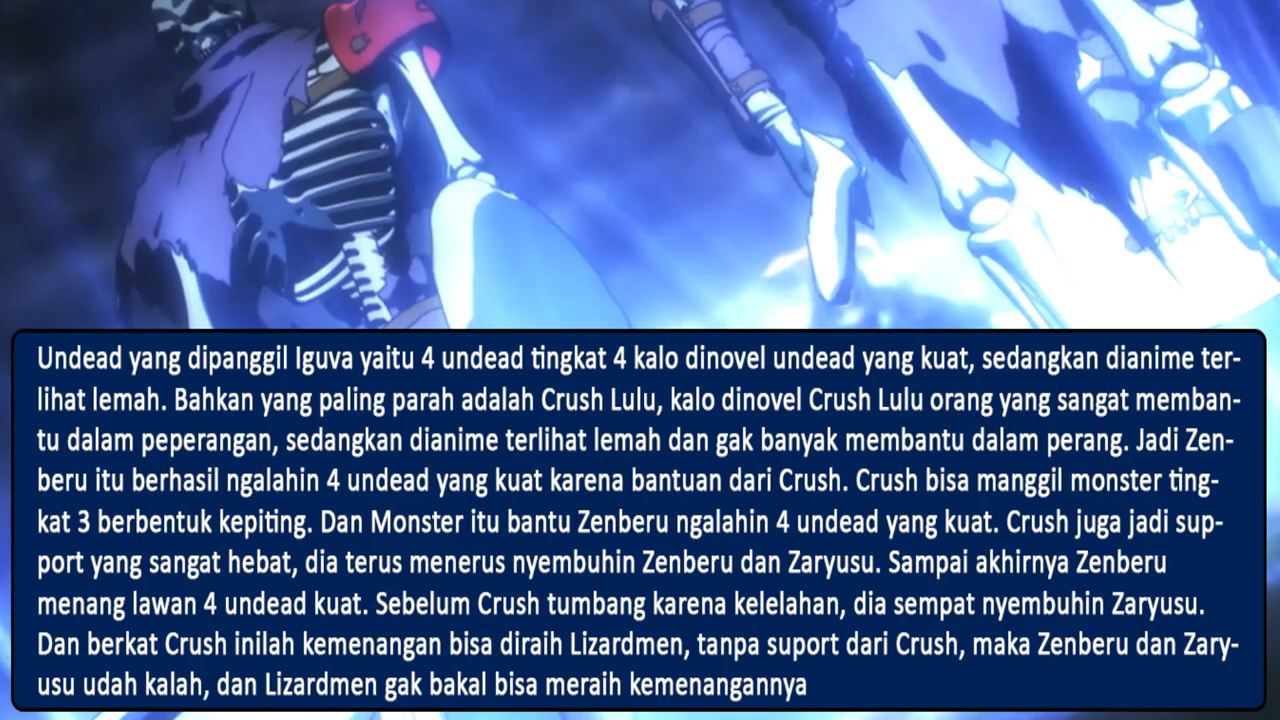 Undead yang dipanggil Iguva yaitu 4 undead tingkat 4 kalo dinovel undead yang kuat, sedangkan dianime ter-
lihat lemah. Bahkan yang paling parah adalah Crush Lulu, kalo dinovel Crush Lulu orang yang sangat memban-
tu dalam peperangan, sedangkan dianime terlihat lemah dan gak banyak membantu dalam perang. Jadi Zen-
beru itu berhasil ngalahin 4 undead yang kuat karena bantuan dari Crush. Crush bisa manggil monster ting-
kat 3 berbentuk kepiting. Dan Monster itu bantu Zenberu ngalahin 4 undead yang kuat. Crush juga jadi sup-
port yang sangat hebat, dia terus menerus nyembuhin Zenberu dan Zaryusu. Sampai akhirnya Zenberu
menang lawan 4 undead kuat. Sebelum Crush tumbang karena kelelahan, dia sempat nyembuhin Zaryusu.
Dan berkat Crush inilah kemenangan bisa diraih Lizardmen, tanpa suport dari Crush, maka Zenberu dan Zary-
usu udah kalah, dan Lizardmen gak bakal bisa meraih kemenangannya